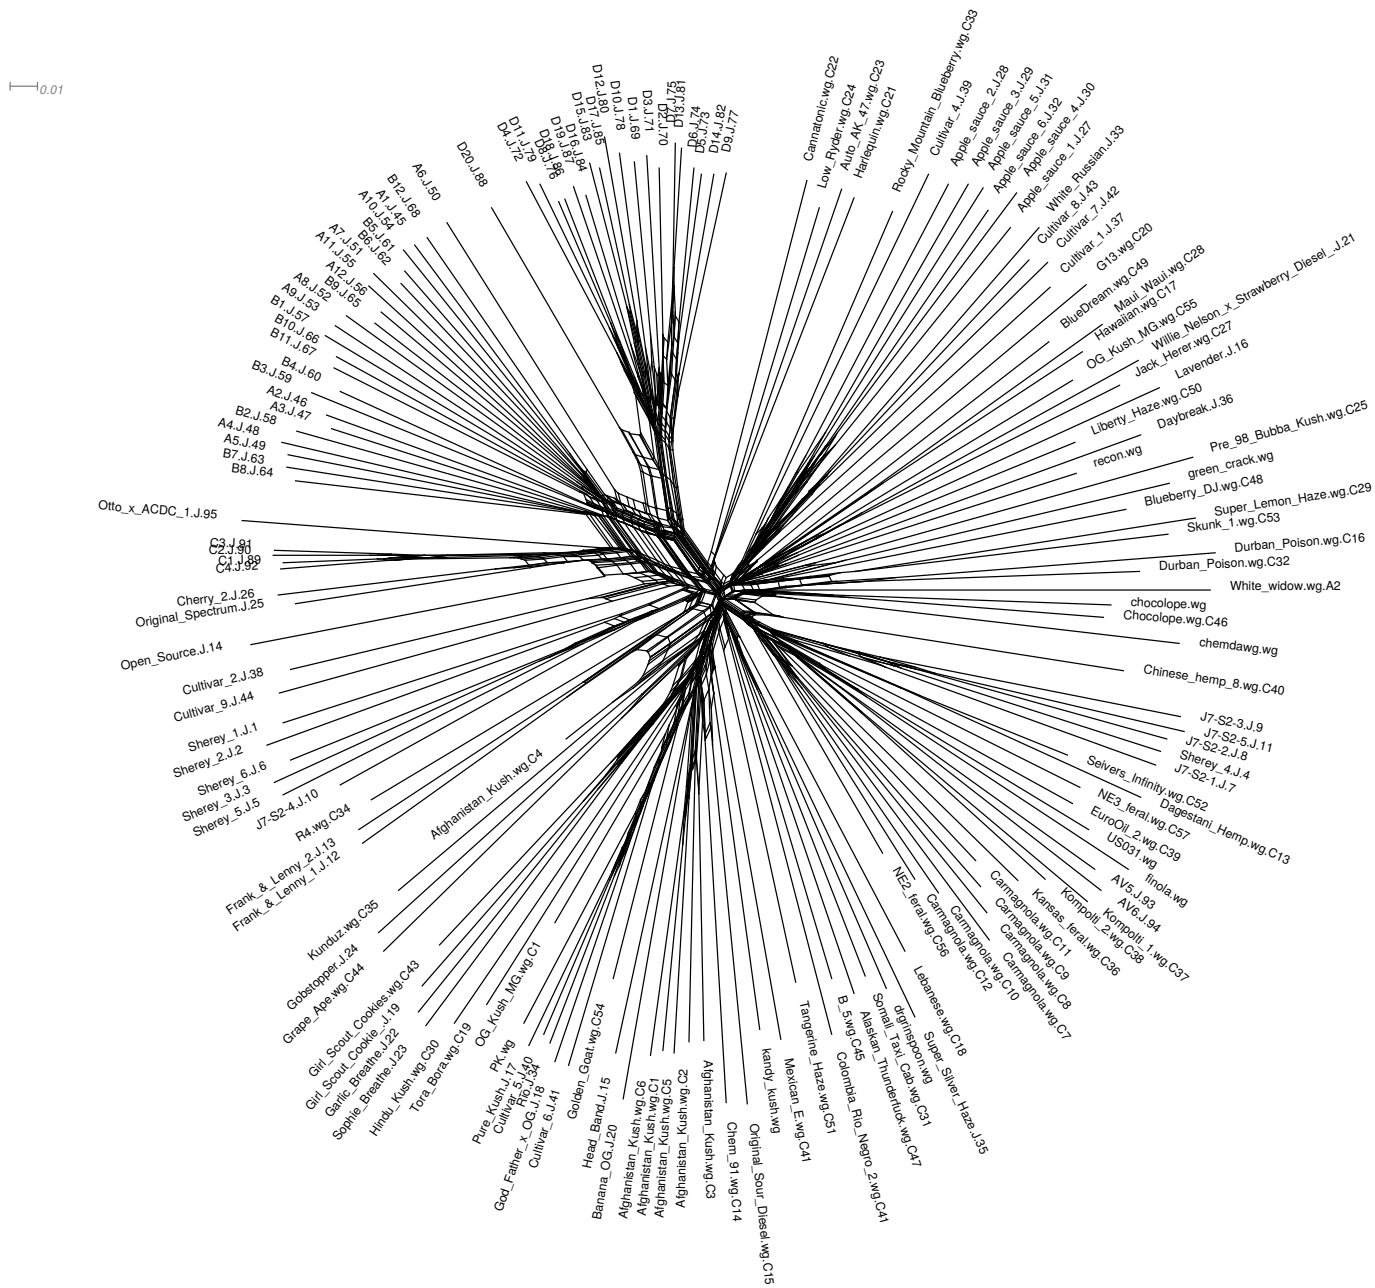 0.01
D12.J.80
D10.J.78
D1.J.69
D3.J.71
D2.J.70
D13.J.81
D6.J.74
D5.J.73
D14.J.82
D9.J.77
D17.J.85
D15.J.83
D16.J.84
D19.J.87
D18.J.86
D11.J.79
D4.J.72
D20.J.88
A6.J.50
B12.J.68
A1.J.45
A10.J.54
B5.J.61
B6.J.62
A7.J.51
A11.J.55
A12.J.56
B9.J.65
A8.J.52
A9.J.53
B1.J.57
B10.J.66
B11.J.67
B4.J.60
B3.J.59
A2.J.46
A3.J.47
B2.J.58
A4.J.48
A5.J.49
B7.J.63
B8.J.64
Otto_x_ACDC_1.J.95
C3.J.91
C2.J.90
C1.J.89
C4.J.92
Cherry_2.J.26
Original_Spectrum.J.25
Open_Source.J.14
Cultivar_2.J.38
Cultivar_9.J.44
Sherey_1.J.1
Sherey_2.J.2
Sherey_6.J.6
Sherey_3.J.3
Sherey_5.J.5
J7-S2-4.J.10
R4.wg.C34
Frank_&_Lenny_2.J.13
Frank_&_Lenny_1.J.12
Afghanistan_Kush.wg.C4
Kunduz.wg.C35
Gobstopper.J.24
Grape_Ape.wg.C44
Girl_Scout_Cookies.wg.C43
Girl_Scout_Cookie_.J.19
Garlic_Breathe.J.22
Sophie_Breathe.J.23
Hindu_Kush.wg.C30
Tora_Bora.wg.C19
OG_Kush_MG.wg.C1
PK.wg
Pure_Kush.J.17
Cultivar_5.J.40
Rio.J.34
God_Father_x_OG.J.18
Cultivar_6.J.41
Golden_Goat.wg.C54
Head_Band.J.15
Banana_OG.J.20
Afghanistan_Kush.wg.C6
Afghanistan_Kush.wg.C1
Afghanistan_Kush.wg.C5
Afghanistan_Kush.wg.C2
Afghanistan_Kush.wg.C3
Chem_91.wg.C14
Original_Sour_Diesel.wg.C15
kandy_kush.wg
Mexican_E.wg.C41
Tangerine_Haze.wg.C51
Colombia_Rio_Negro_2.wg.C41
B_5.wg.C45
Alaskan_Thunderfuck.wg.C47
Somali_Taxi_Cab.wg.C31
drgrinspoon.wg
Super_Silver_Haze.J.35
Lebanese.wg.C18
NE2_feral.wg.C56
Carmagnola.wg.C12
Carmagnola.wg.C10
Carmagnola.wg.C7
Carmagnola.wg.C8
Carmagnola.wg.C9
Carmagnola.wg.C11
Kansas_feral.wg.C36
Kompolti_2.wg.C38
Kompolti_1.wg.C37
AV6.J.94
AV5.J.93
finola.wg
US031.wg
EuroOil_2.wg.C39
NE3_feral.wg.C57
Dagestani_Hemp.wg.C13
Seivers_Infinity.wg.C52
J7-S2-1.J.7
Sherey_4.J.4
J7-S2-2.J.8
J7-S2-5.J.11
J7-S2-3.J.9
Chinese_hemp_8.wg.C40
chemdawg.wg
Chocolope.wg.C46
chocolope.wg
White_widow.wg.A2
Durban_Poison.wg.C32
Durban_Poison.wg.C16
Skunk_1.wg.C53
Super_Lemon_Haze.wg.C29
Blueberry_DJ.wg.C48
green_crack.wg
Pre_98_Bubba_Kush.wg.C25
recon.wg
Daybreak.J.36
Liberty_Haze.wg.C50
Lavender.J.16
Jack_Herer.wg.C27
Willie_Nelson_x_Strawberry_Diesel_.J.21
OG_Kush_MG.wg.C55
Hawaiian.wg.C17
Maui_Waui.wg.C28
BlueDream.wg.C49
G13.wg.C20
Cultivar_1.J.37
Cultivar_7.J.42
Cultivar_8.J.43
White_Russian.J.33
Apple_sauce_1.J.27
Apple_sauce_4.J.30
Apple_sauce_6.J.32
Apple_sauce_5.J.31
Apple_sauce_3.J.29
Apple_sauce_2.J.28
Cultivar_4.J.39
Rocky_Mountain_Blueberry.wg.C33
Harlequin.wg.C21
Auto_AK_47.wg.C23
Low_Ryder.wg.C24
Cannatonic.wg.C22